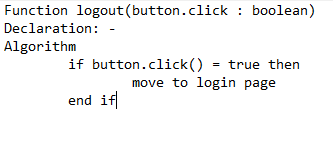 Function logout(button.click : boolean)
Declaration: -
Algorithm
if button.click() = true then
move to login page
end if